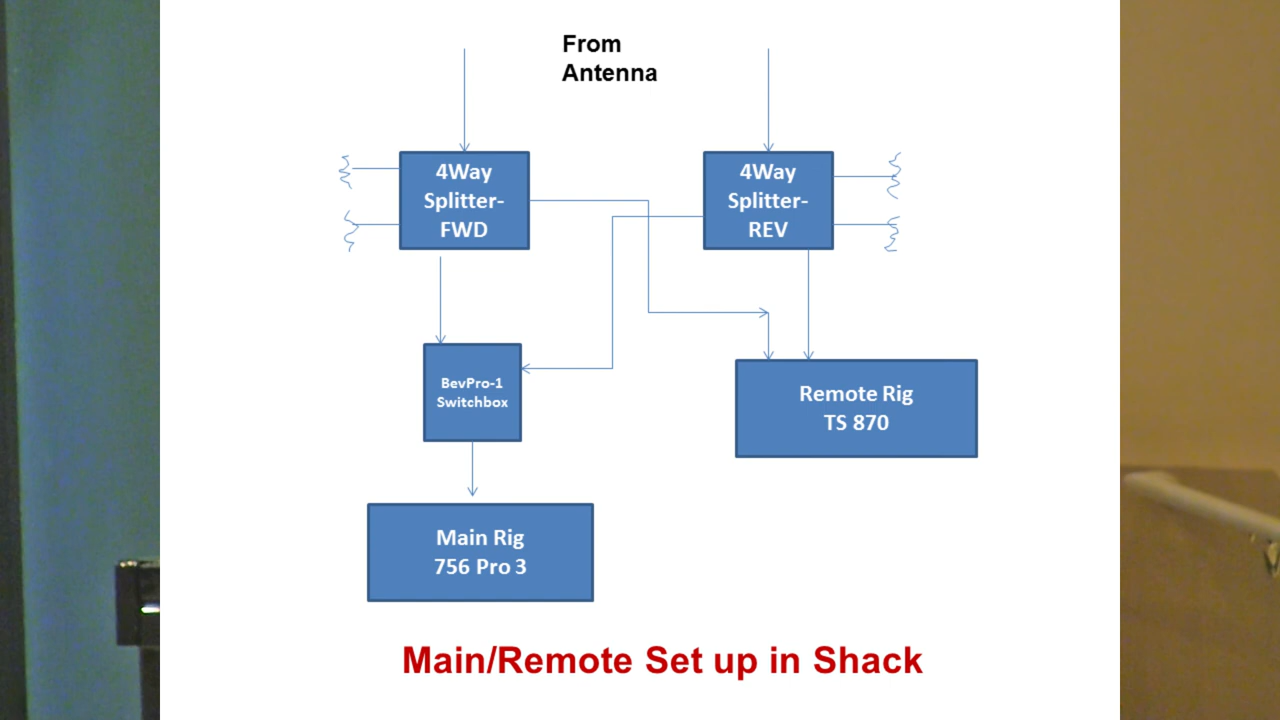 From
Antenna
4Way
Splitter-
FWD
4Way
Splitter-
REV
BevPro-1
Switchbox
Remote Rig
TS 870
Main Rig
756 Pro 3
Main/Remote Set up in Shack